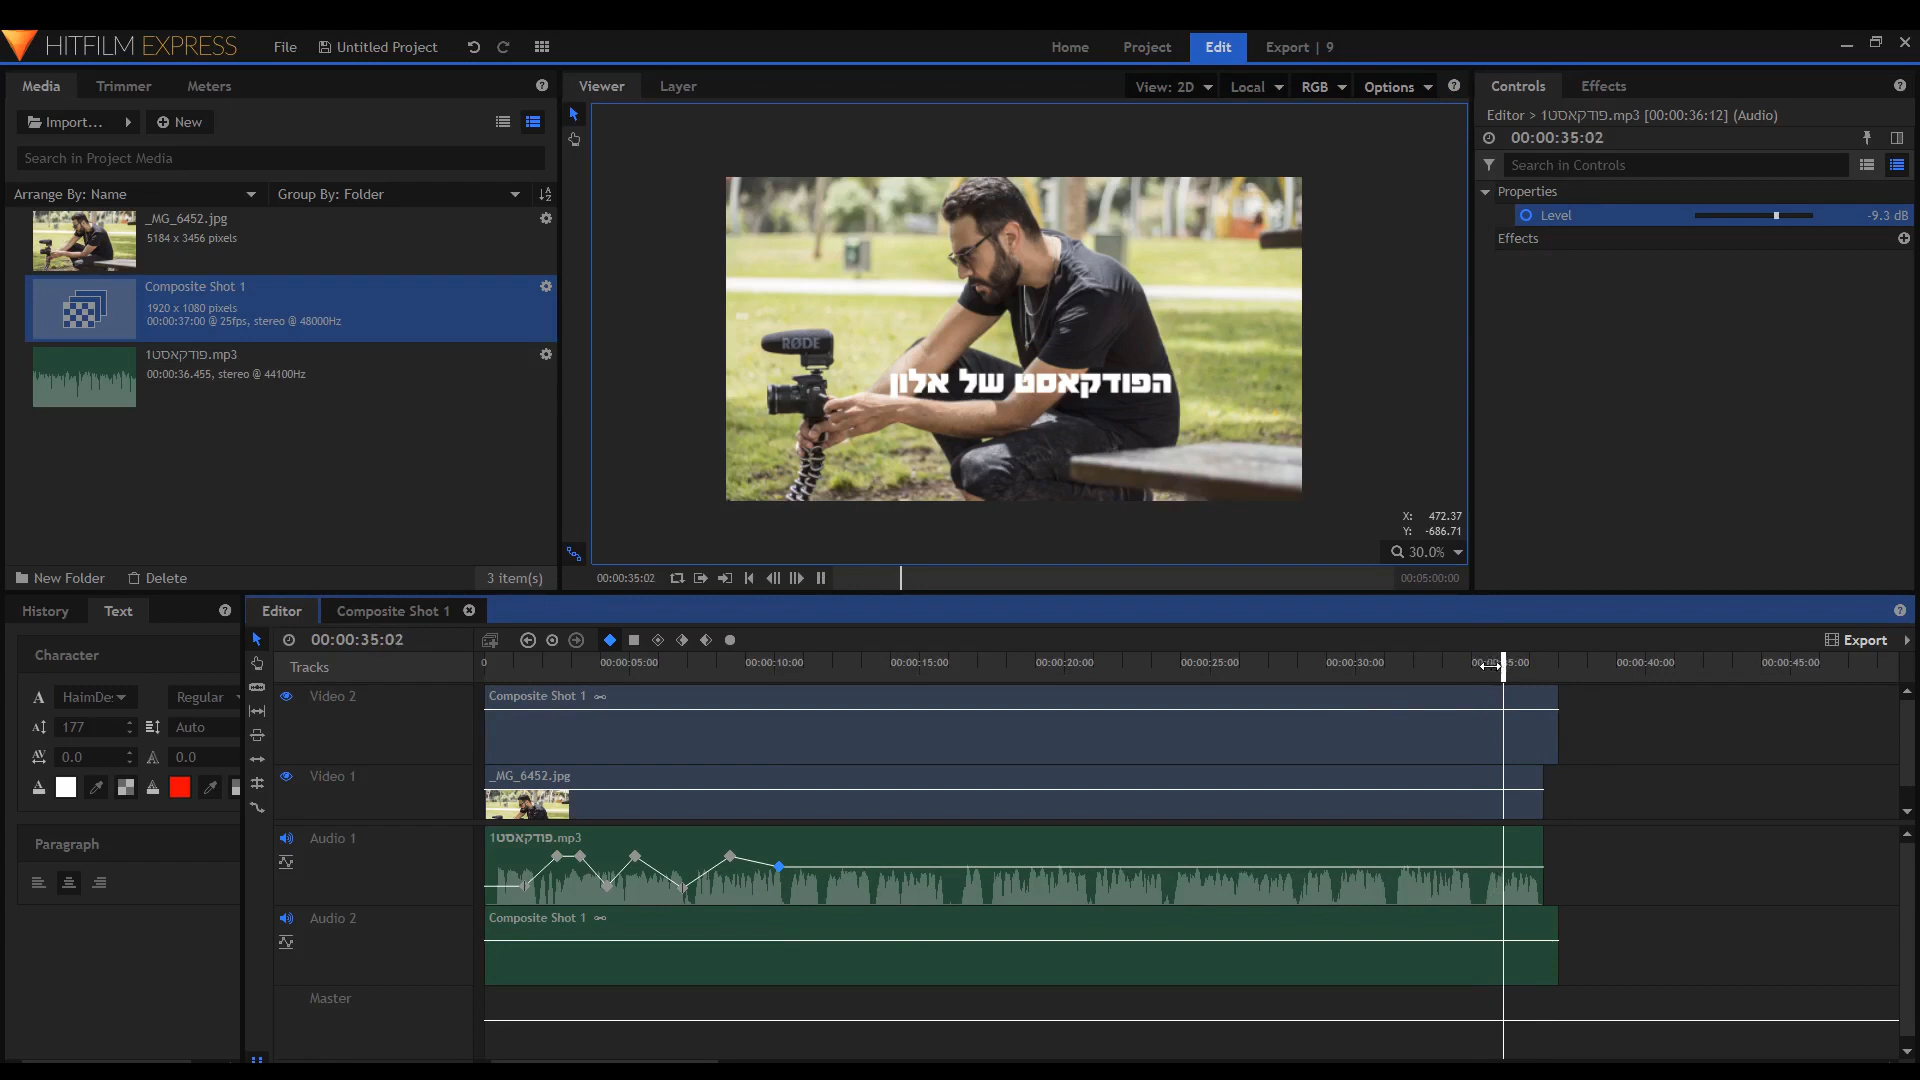 HITFILM EXPRESS
File
Untitled Project
Home
Project
Edit
Export | 9
Media
Trimmer
Meters
Import...
New
Search in Project Media
Arrange By: Name
Group By: Folder
_MG_6452.jpg
5184 x 3456 pixels
Composite Shot 1
1920 x 1080 pixels
00:00:37:00 @ 25fps, stereo @ 48000Hz
פודקאסט1.mp3
00:00:36.455, stereo @ 44100Hz
New Folder
Delete
3 item(s)
Viewer
Layer
View: 2D
Local
RGB
Options
RØDE
הפודקאסט של אלון
X: 472.37
Y: -686.71
30.0%
00:00:35:02
00:05:00:00
Controls
Effects
Editor > פודקאסט1.mp3 [00:00:36:12] (Audio)
00:00:35:02
Search in Controls
Properties
Level
-9.3 dB
Effects
History
Text
Character
HaimDe:
Regular
177
Auto
0.0
0.0
Paragraph
Editor
Composite Shot 1
00:00:35:02
Export
Tracks
0
00:00:05:00
00:00:10:00
00:00:15:00
00:00:20:00
00:00:25:00
00:00:30:00
00:00:35:00
00:00:40:00
00:00:45:00
Video 2
Composite Shot 1
Video 1
_MG_6452.jpg
Audio 1
פודקאסט1.mp3
Audio 2
Composite Shot 1
Master